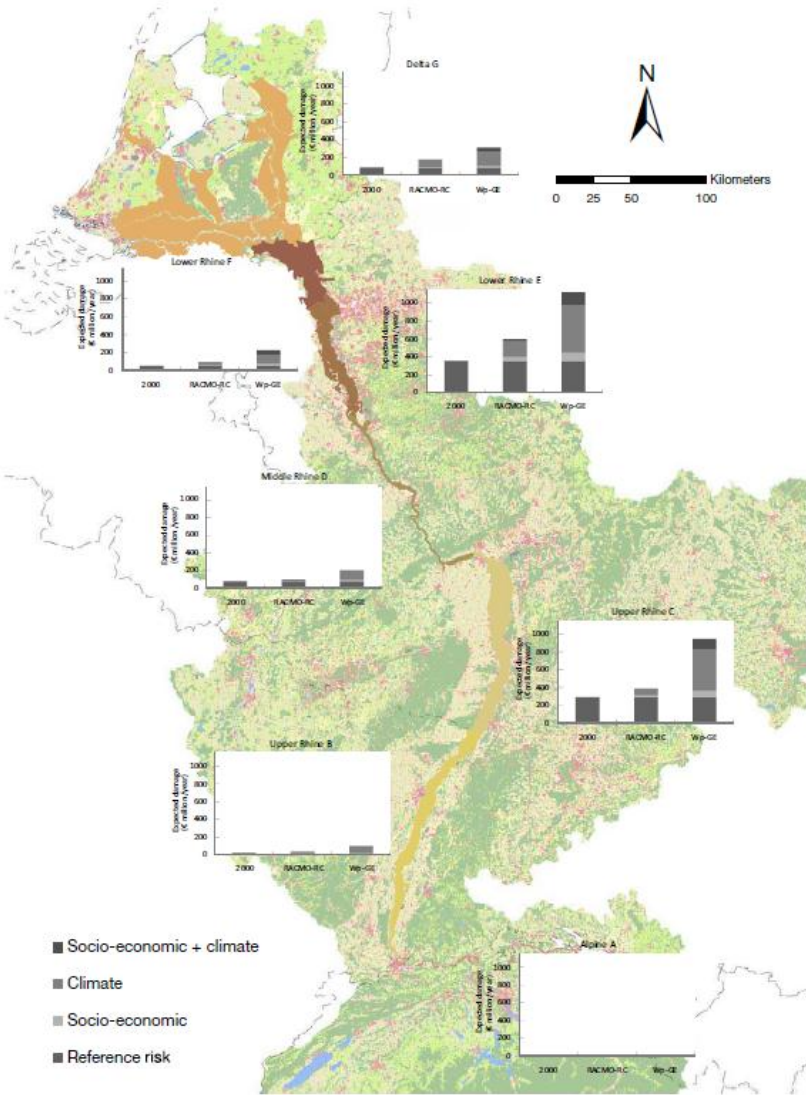 Delta G
N
Expected damage
(€ million /year)
1000
800
600
400
200
0
2000
RACMO-RC
Wp-GE
Kilometers
0 25 50 100
Lower Rhine F
Expected damage
(€ million /year)
1000
800
600
400
200
0
2000
RACMO-RC
Wp-GE
Lower Rhine E
Expected damage
(€ million /year)
1000
800
600
400
200
0
2000
RACMO-RC
Wp-GE
Middle Rhine D
Expected damage
(€ million /year)
1000
800
600
400
200
0
2000
RACMO-RC
Wp-GE
Upper Rhine C
Expected damage
(€ million /year)
1000
800
600
400
200
0
2000
RACMO-RC
Wp-GE
Upper Rhine B
Expected damage
(€ million /year)
1000
800
600
400
200
0
2000
RACMO-RC
Wp-GE
Alpine A
Expected damage
(€ million /year)
1000
800
600
400
200
0
2000
RACMO-RC
Wp-GE
Socio-economic + climate
Climate
Socio-economic
Reference risk